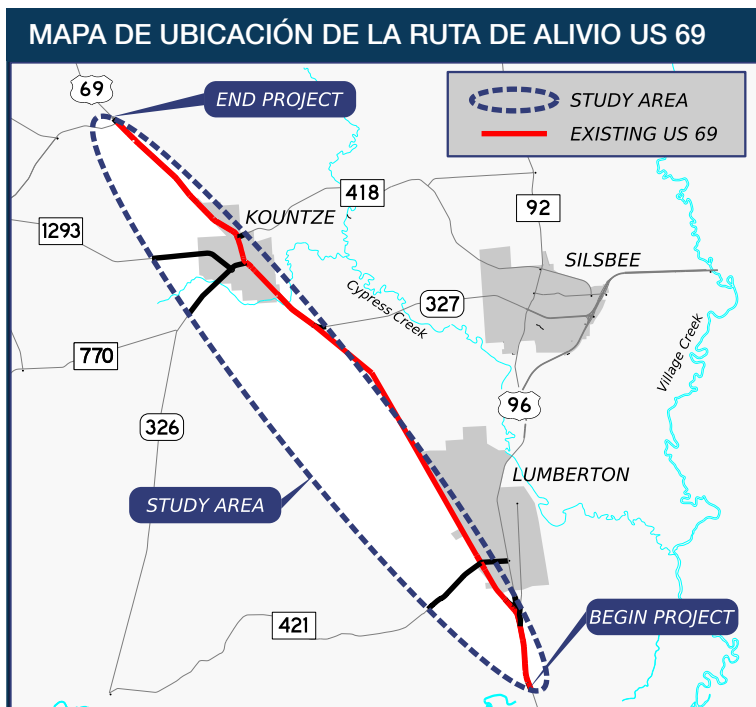 MAPA DE UBICACIÓN DE LA RUTA DE ALIVIO US 69
69
END PROJECT
STUDY AREA
EXISTING US 69
418
92
1293
KOUNTZE
SILSBEE
Cypress Creek
327
Village Creek
770
96
326
LUMBERTON
STUDY AREA
421
BEGIN PROJECT